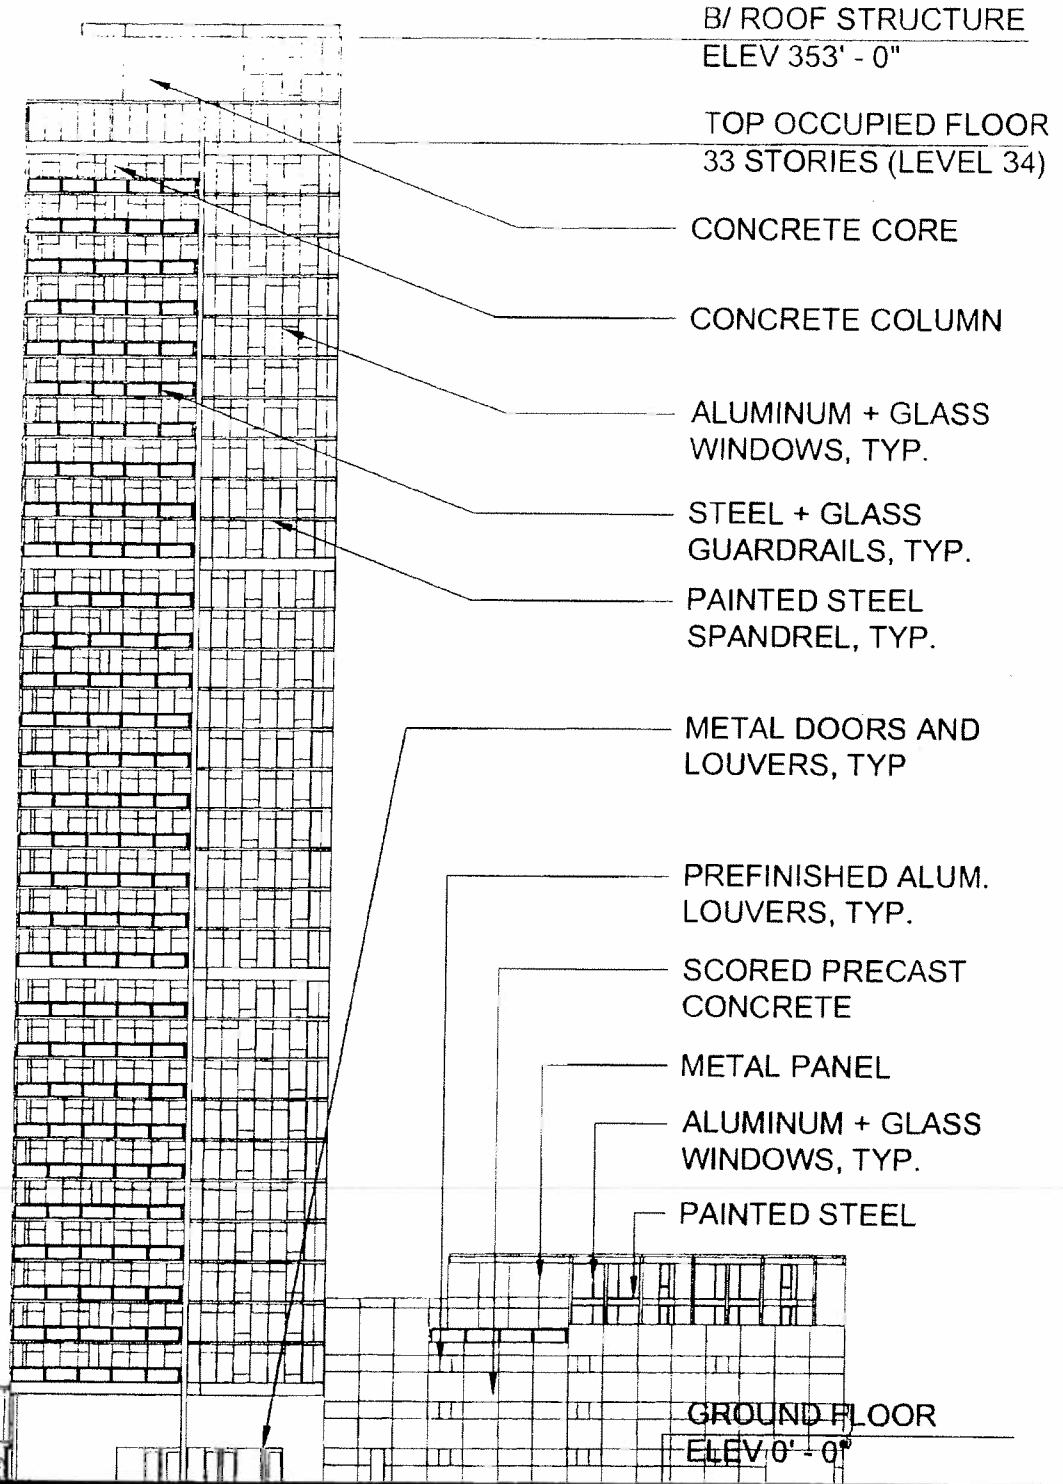 B/ ROOF STRUCTURE
ELEV 353' - 0"
TOP OCCUPIED FLOOR
33 STORIES (LEVEL 34)
CONCRETE CORE
CONCRETE COLUMN
ALUMINUM + GLASS
WINDOWS, TYP.
STEEL + GLASS
GUARDRAILS, TYP.
PAINTED STEEL
SPANDREL, TYP.
METAL DOORS AND
LOUVERS, TYP
PREFINISHED ALUM.
LOUVERS, TYP.
SCORED PRECAST
CONCRETE
METAL PANEL
ALUMINUM + GLASS
WINDOWS, TYP.
PAINTED STEEL
GROUND FLOOR
ELEV 0' - 0"